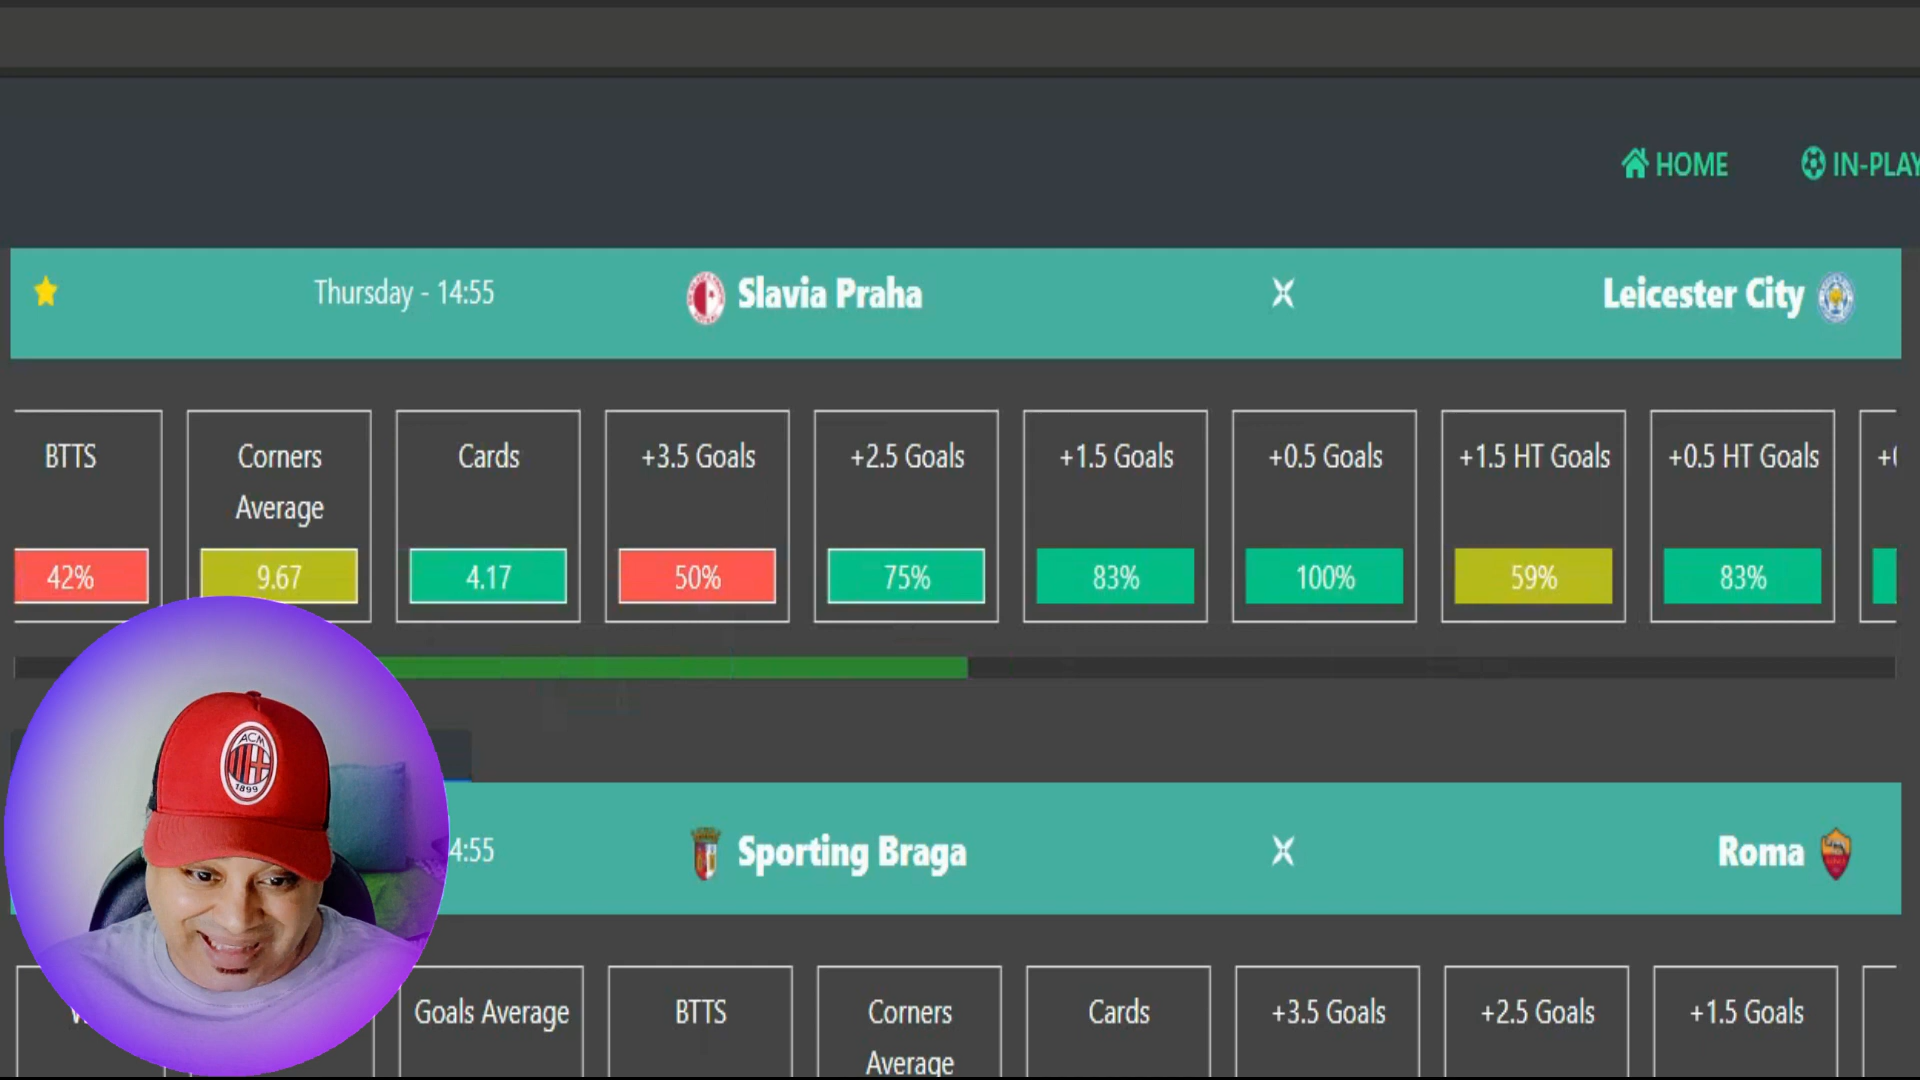 HOME
IN-PLAY
Thursday - 14:55
Slavia Praha
X
Leicester City
BTTS
Corners
Average
Cards
+3.5 Goals
+2.5 Goals
+1.5 Goals
+0.5 Goals
+1.5 HT Goals
+0.5 HT Goals
42%
9.67
4.17
50%
75%
83%
100%
59%
83%
ACM
1899
4:55
Sporting Braga
X
Roma
Goals Average
BTTS
Corners
Average
Cards
+3.5 Goals
+2.5 Goals
+1.5 Goals